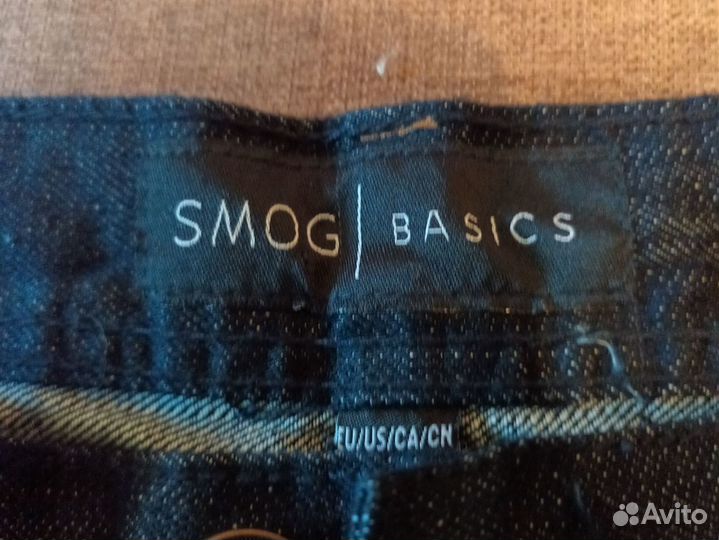 SMOG | BASICS
EU/US/CA/CN
Avito